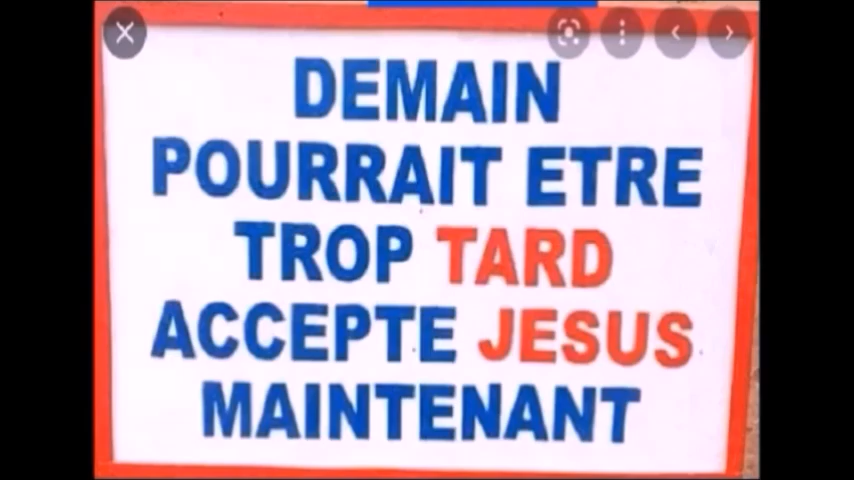 DEMAIN
POURRAIT ETRE
TROP TARD
ACCEPTE JESUS
MAINTENANT